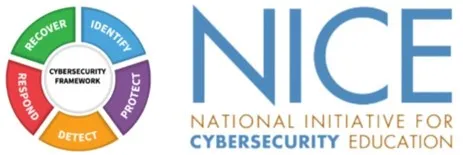 RECOVER
IDENTIFY
CYBERSECURITY
FRAMEWORK
RESPOND
PROTECT
DETECT
NICE
NATIONAL INITIATIVE FOR
CYBERSECURITY EDUCATION